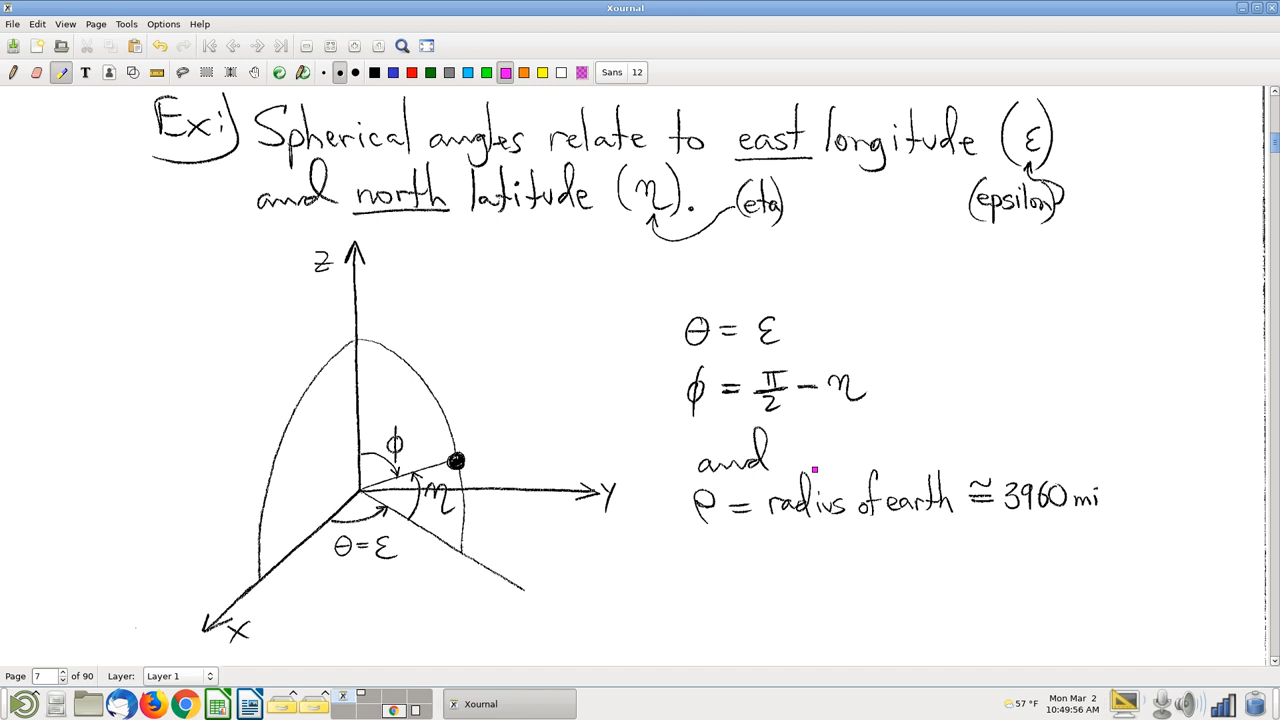 Xournal
File Edit View Page Tools Options Help
Sans 12
Ex:) Spherical angles relate to east longitude (ε)
and north latitude (η). (eta) (epsilon)
Z
θ = ε
ϕ = π/2 - η
ϕ
and
η
Y
ρ = radius of earth ≅ 3960 mi
θ = ε
X
Page 7 of 90 Layer: Layer 1
Xournal
57 °F
Mon Mar 2
10:49:56 AM